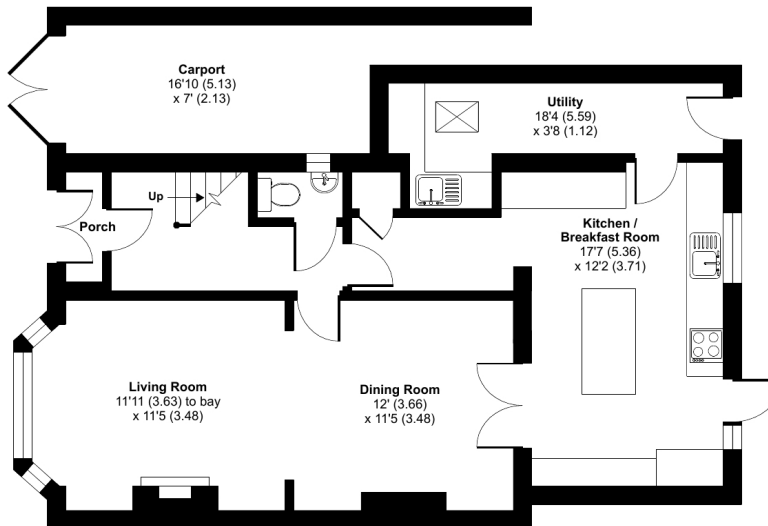 Carport
16'10 (5.13)
x 7' (2.13)
Utility
18'4 (5.59)
x 3'8 (1.12)
Up
Porch
Kitchen /
Breakfast Room
17'7 (5.36)
x 12'2 (3.71)
Living Room
11'11 (3.63) to bay
x 11'5 (3.48)
Dining Room
12' (3.66)
x 11'5 (3.48)